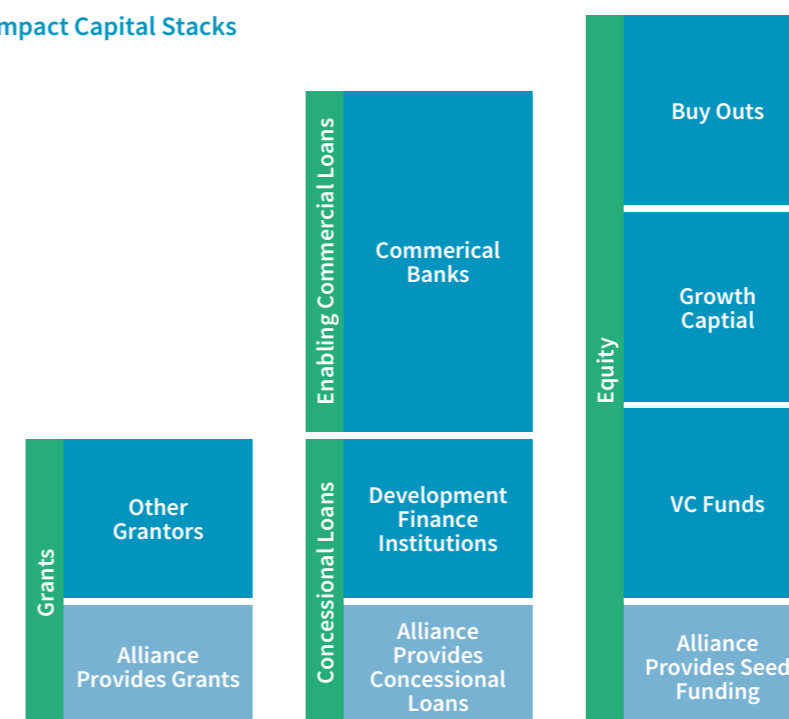 mpact Capital Stacks
Grants
Other
Grantors
Alliance
Provides Grants
Enabling Commercial Loans
Commerical
Banks
Concessional Loans
Development
Finance
Institutions
Alliance
Provides
Concessional
Loans
Equity
Buy Outs
Growth
Captial
VC Funds
Alliance
Provides Seed
Funding